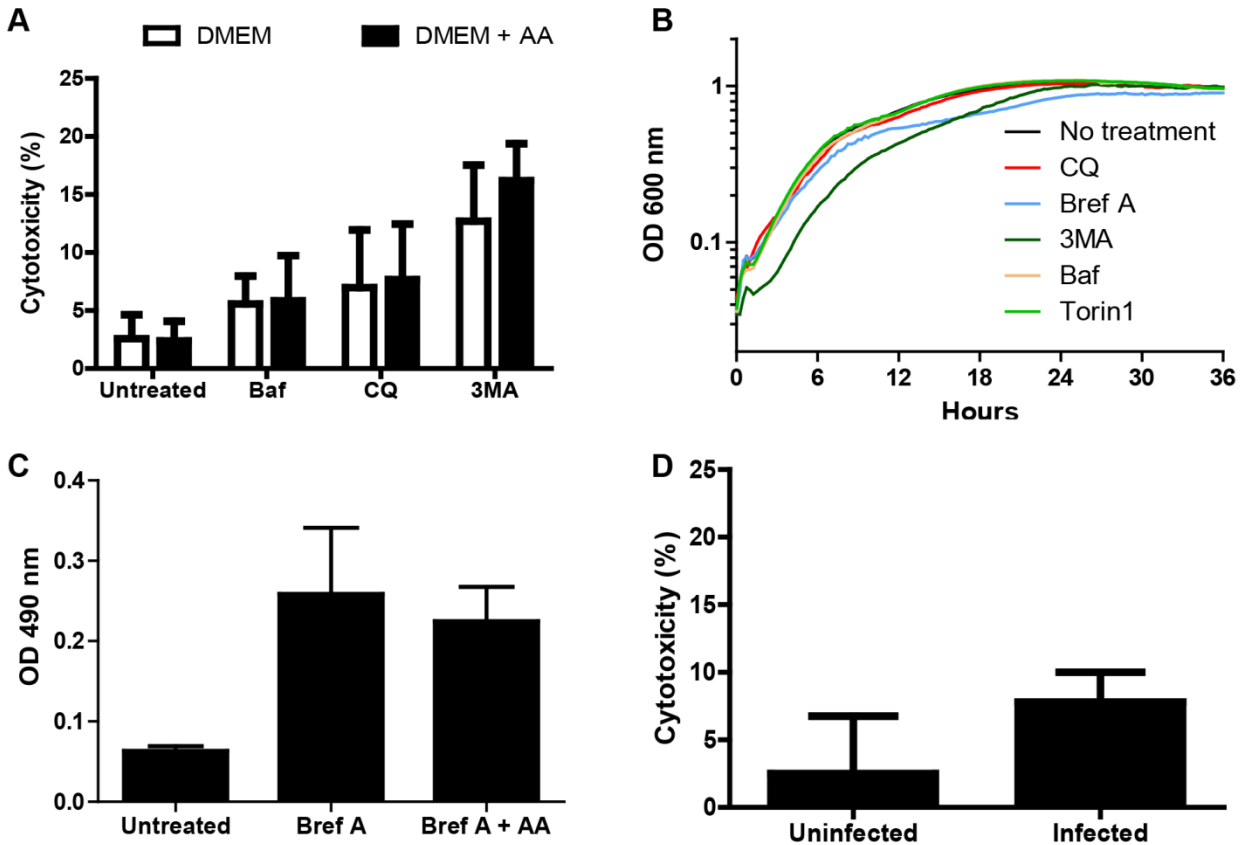 A
DMEM
DMEM + AA
Cytotoxicity (%)
25
20
15
10
5
0
Untreated
Baf
CQ
3MA
B
OD 600 nm
1
0.1
No treatment
CQ
Bref A
3MA
Baf
Torin1
0
6
12
18
24
30
36
Hours
C
OD 490 nm
0.4
0.3
0.2
0.1
0.0
Untreated
Bref A
Bref A + AA
D
Cytotoxicity (%)
25
20
15
10
5
0
Uninfected
Infected